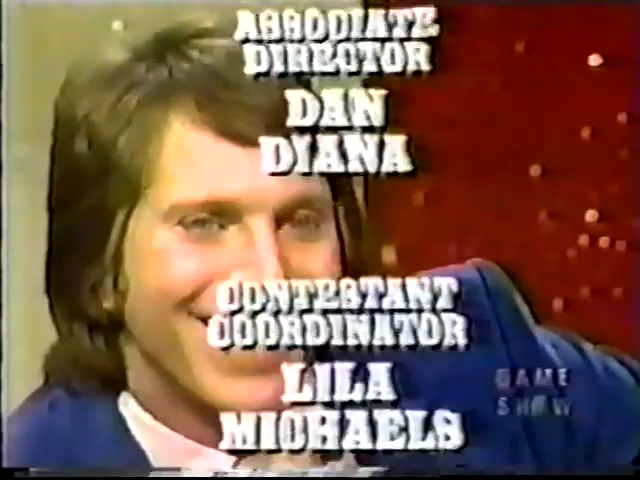 ASSOCIATE
DIRECTOR
DAN
DIANA
CONTESTANT
COORDINATOR
LILA
MICHAELS
GAME
SHOW